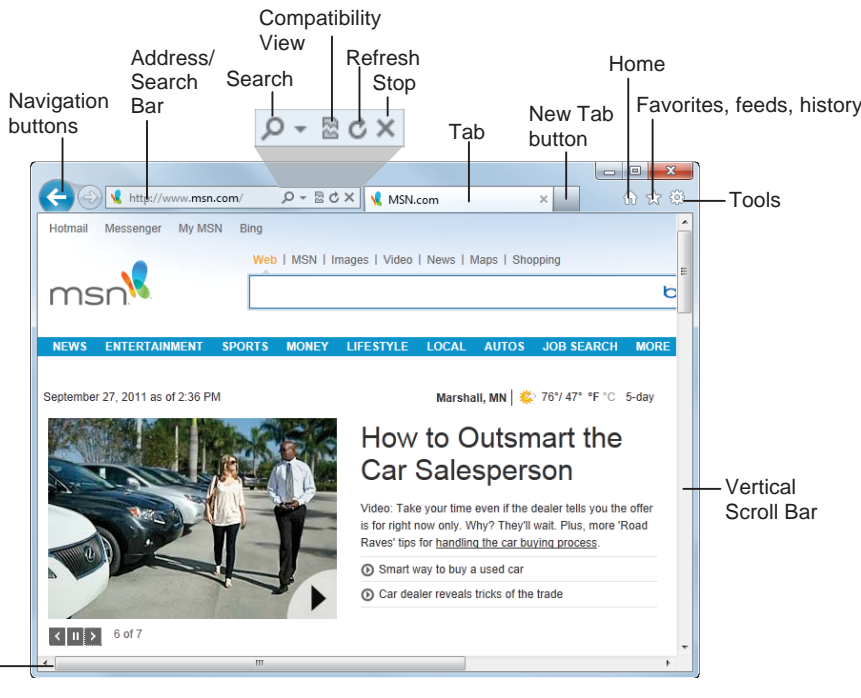 Compatibility
View
Address/
Search
Bar
Search
Refresh
Stop
Home
Navigation
buttons
Tab
New Tab
button
Favorites, feeds, history
http://www.msn.com/
MSN.com
Tools
Hotmail Messenger My MSN Bing
Web | MSN | Images | Video | News | Maps | Shopping
msn
b
NEWS ENTERTAINMENT SPORTS MONEY LIFESTYLE LOCAL AUTOS JOB SEARCH MORE
September 27, 2011 as of 2:36 PM
Marshall, MN | 76°/ 47° °F °C 5-day
How to Outsmart the
Car Salesperson
Video: Take your time even if the dealer tells you the offer
is for right now only. Why? They'll wait. Plus, more 'Road
Raves' tips for handling the car buying process.
Smart way to buy a used car
Car dealer reveals tricks of the trade
6 of 7
Vertical
Scroll Bar